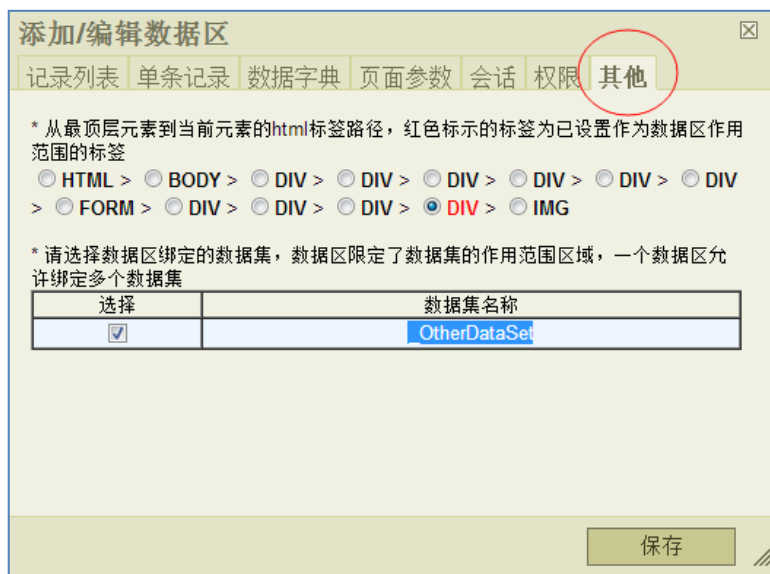 添加/编辑数据区
记录列表 单条记录 数据字典 页面参数 会话 权限 其他
* 从最顶层元素到当前元素的html标签路径，红色标示的标签为已设置作为数据区作用
范围的标签
HTML > BODY > DIV > DIV > DIV > DIV > DIV > DIV
> FORM > DIV > DIV > DIV > DIV > IMG
* 请选择数据区绑定的数据集，数据区限定了数据集的作用范围区域，一个数据区允
许绑定多个数据集
选择 数据集名称
_OtherDataSet
保存